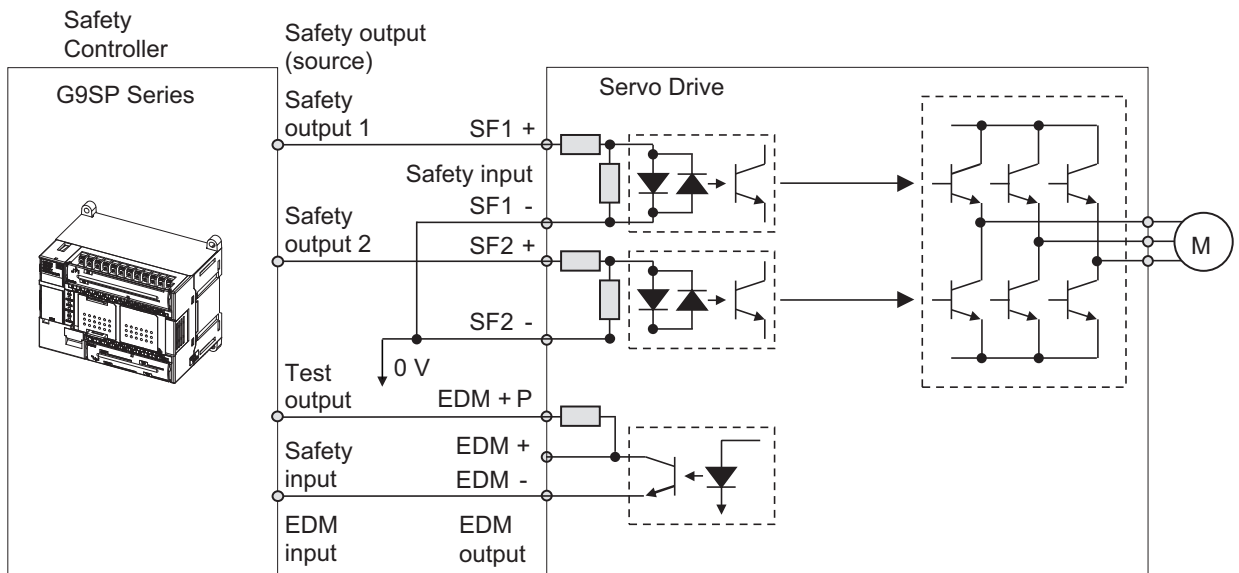 Safety
Controller
Safety output
(source)
G9SP Series
Servo Drive
Safety
output 1
SF1 +
Safety input
SF1 -
Safety
output 2
SF2 +
SF2 -
0 V
M
Test
output
EDM + P
EDM +
Safety
input
EDM -
EDM
input
EDM
output